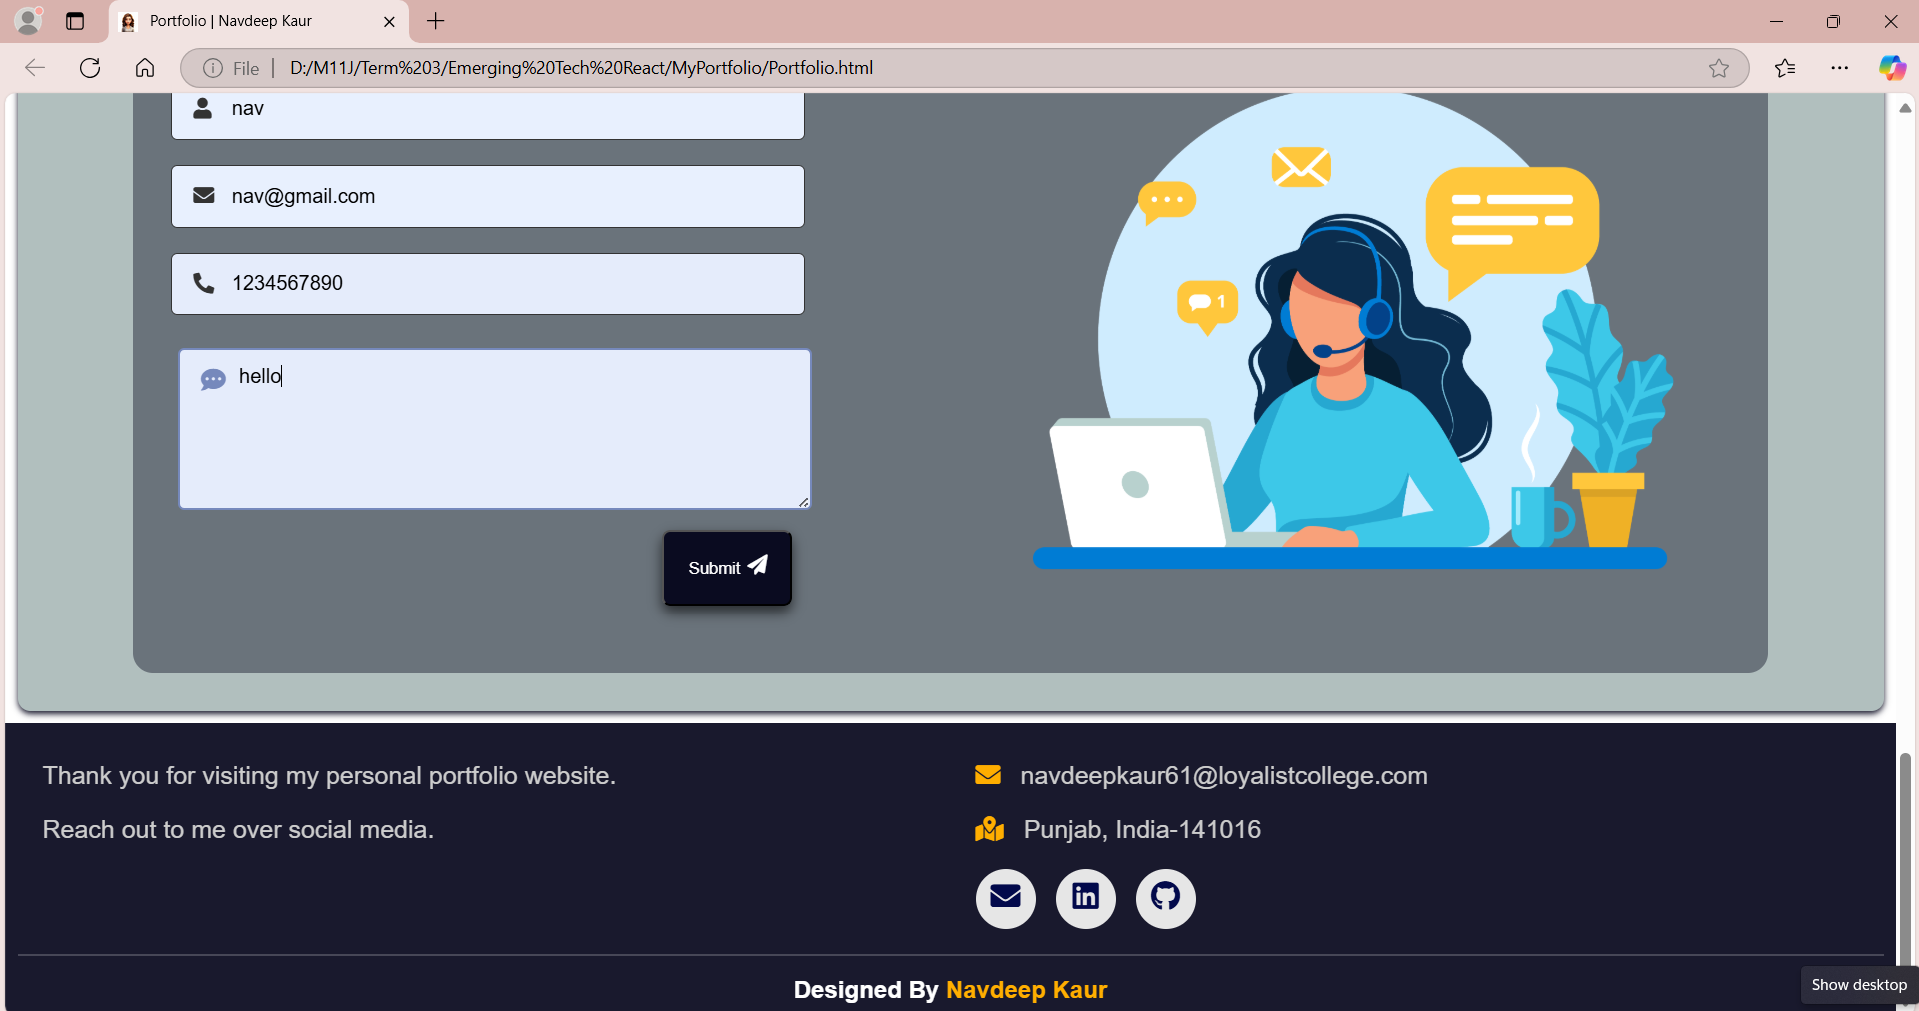 Portfolio | Navdeep Kaur
File
D:/M11J/Term%203/Emerging%20Tech%20React/MyPortfolio/Portfolio.html
nav
nav@gmail.com
1234567890
hello
Submit
1
Thank you for visiting my personal portfolio website.
Reach out to me over social media.
navdeepkaur61@loyalistcollege.com
Punjab, India-141016
in
Designed By Navdeep Kaur
Show desktop